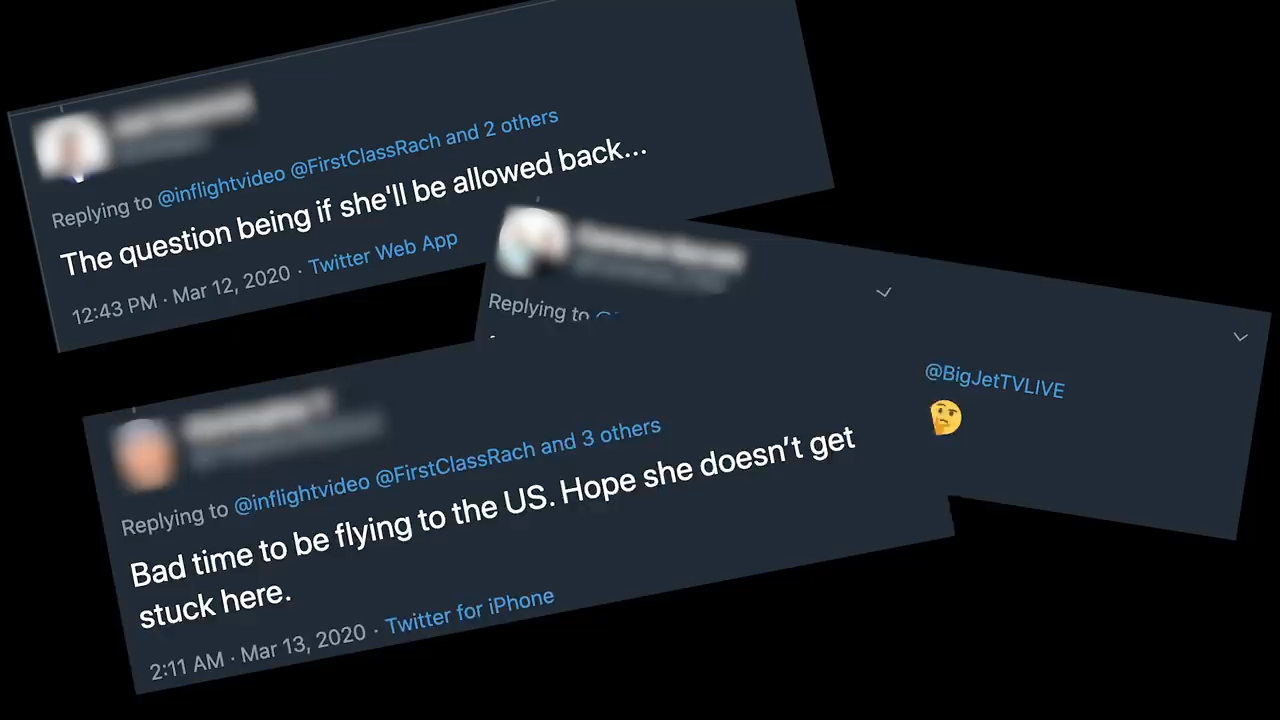 Replying to @inflightvideo @FirstClassRach and 2 others
The question being if she'll be allowed back...
12:43 PM · Mar 12, 2020 · Twitter Web App
Replying to
@BigJetTVLIVE
🤔
Replying to @inflightvideo @FirstClassRach and 3 others
Bad time to be flying to the US. Hope she doesn’t get
stuck here.
2:11 AM · Mar 13, 2020 · Twitter for iPhone